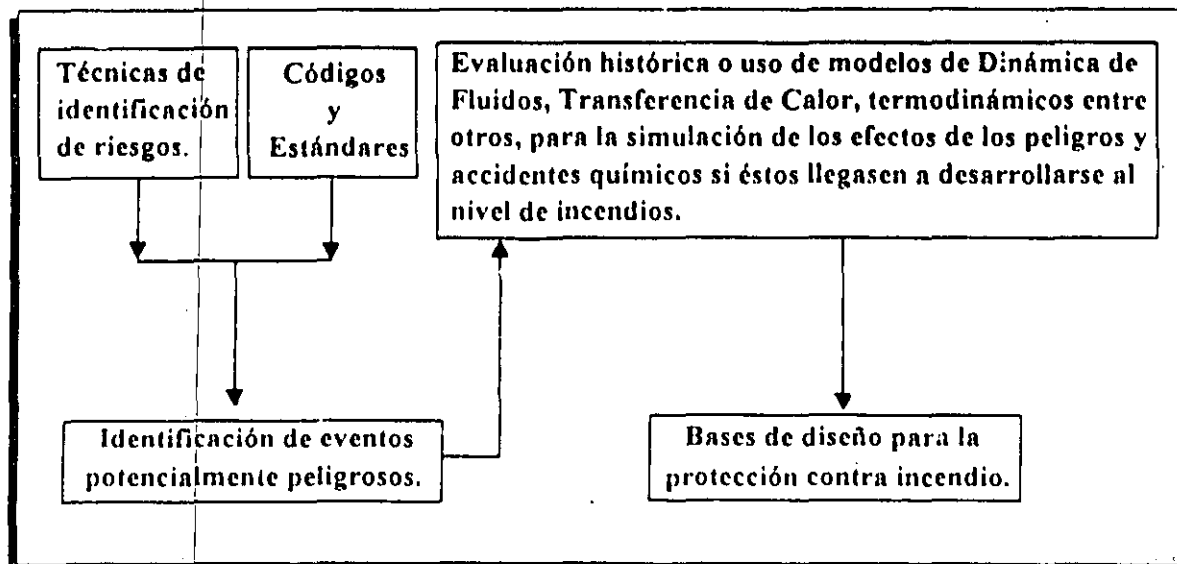 Técnicas de
identificación
de riesgos.
Códigos
y
Estándares
Evaluación histórica o uso de modelos de Dinámica de
Fluidos, Transferencia de Calor, termodinámicos entre
otros, para la simulación de los efectos de los peligros y
accidentes químicos si éstos llegasen a desarrollarse al
nivel de incendios.
Identificación de eventos
potencialmente peligrosos.
Bases de diseño para la
protección contra incendio.